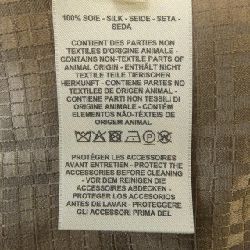 100% SOIE - SILK - SEIDE - SETA -
SEDA
CONTIENT DES PARTIES NON
TEXTILES D'ORIGINE ANIMALE -
CONTAINS NON-TEXTILE PARTS OF
ANIMAL ORIGIN - ENTHÄLT NICHT
TEXTILE TEILE TIERISCHER
HERKUNFT - CONTIENE PARTES NO
TEXTILES DE ORIGEN ANIMAL -
CONTIENE PARTI NON TESSILI DI
ORIGINE ANIMALE - CONTÉM
ELEMENTOS NÃO-TÊXTEIS DE
ORIGEM ANIMAL
PROTÉGER LES ACCESSOIRES
AVANT ENTRETIEN - PROTECT THE
ACCESSORIES BEFORE CLEANING
- VOR DEM REINIGEN DIE
ACCESSOIRES ABDECKEN -
PROTEGER LOS ACCESORIOS
ANTES DE LAVAR - PROTEGGERE
GLI ACCESSORI PRIMA DEL